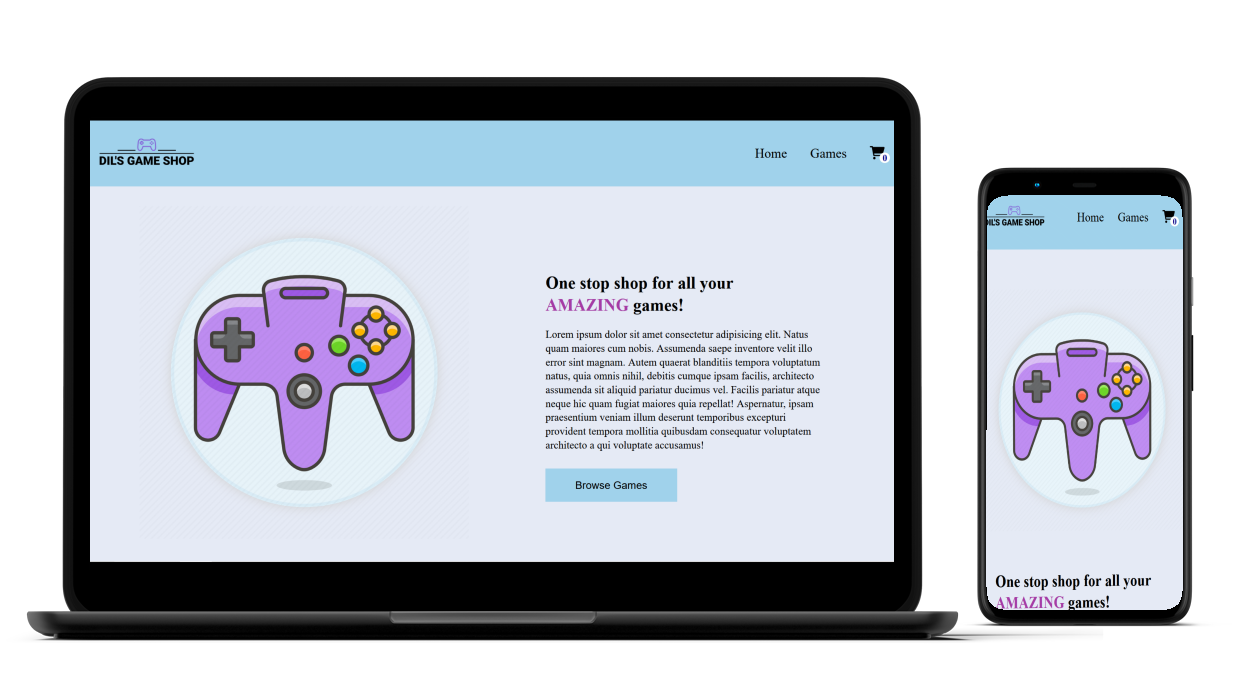 DIL'S GAME SHOP
Home Games 0
One stop shop for all your
AMAZING games!
Lorem ipsum dolor sit amet consectetur adipisicing elit. Natus
quam maiores cum nobis. Assumenda saepe inventore velit illo
error sint magnam. Autem quaerat blanditiis tempora voluptatum
natus, quia omnis nihil, debitis cumque ipsam facilis, architecto
assumenda sit aliquid pariatur ducimus vel. Facilis pariatur atque
neque hic quam fugiat maiores quia repellat! Aspernatur, ipsam
praesentium veniam illum deserunt temporibus excepturi
provident tempora mollitia quibusdam consequatur voluptatem
architecto a qui voluptate accusamus!
Browse Games
DIL'S GAME SHOP
Home Games 0
One stop shop for all your
AMAZING games!